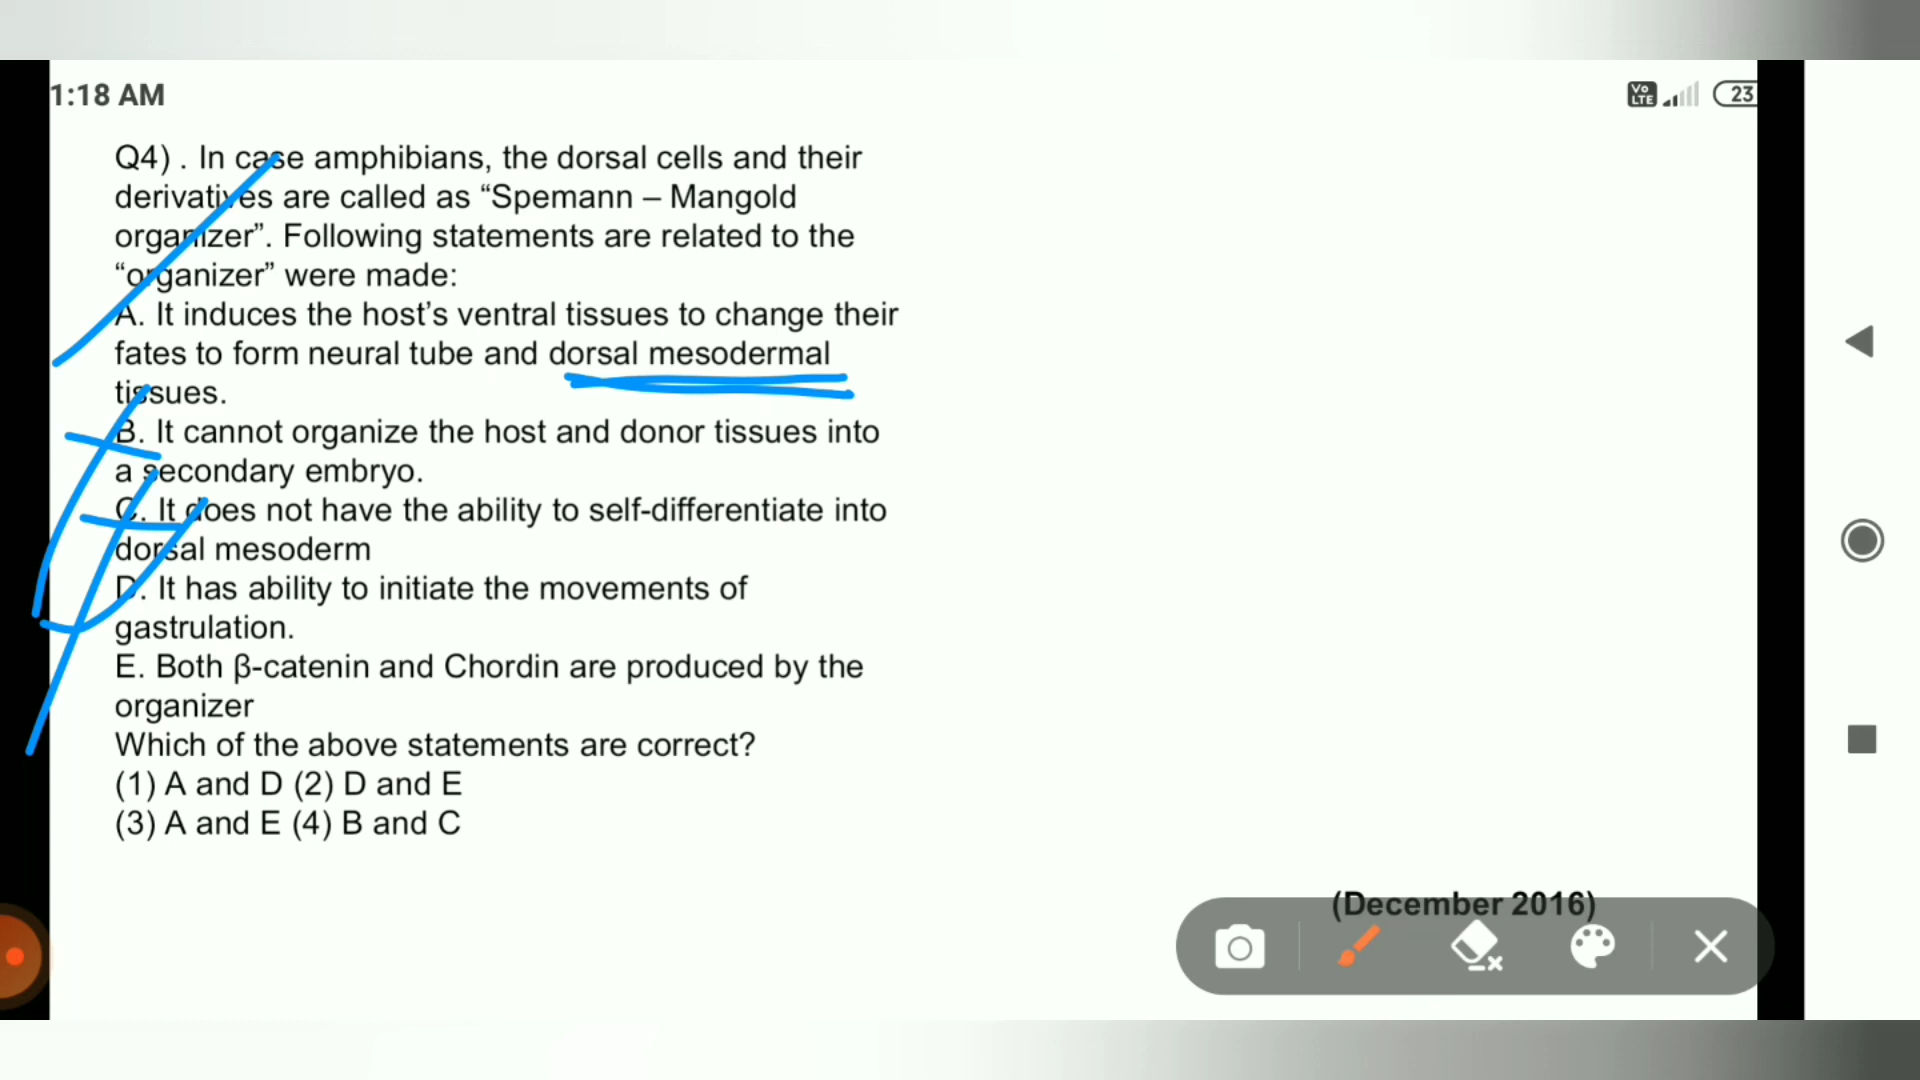 1:18 AM
Vo LTE
23
Q4) . In case amphibians, the dorsal cells and their
derivatives are called as “Spemann – Mangold
organizer”. Following statements are related to the
“organizer” were made:
A. It induces the host’s ventral tissues to change their
fates to form neural tube and dorsal mesodermal
tissues.
B. It cannot organize the host and donor tissues into
a secondary embryo.
C. It does not have the ability to self-differentiate into
dorsal mesoderm
D. It has ability to initiate the movements of
gastrulation.
E. Both β-catenin and Chordin are produced by the
organizer
Which of the above statements are correct?
(1) A and D (2) D and E
(3) A and E (4) B and C
(December 2016)